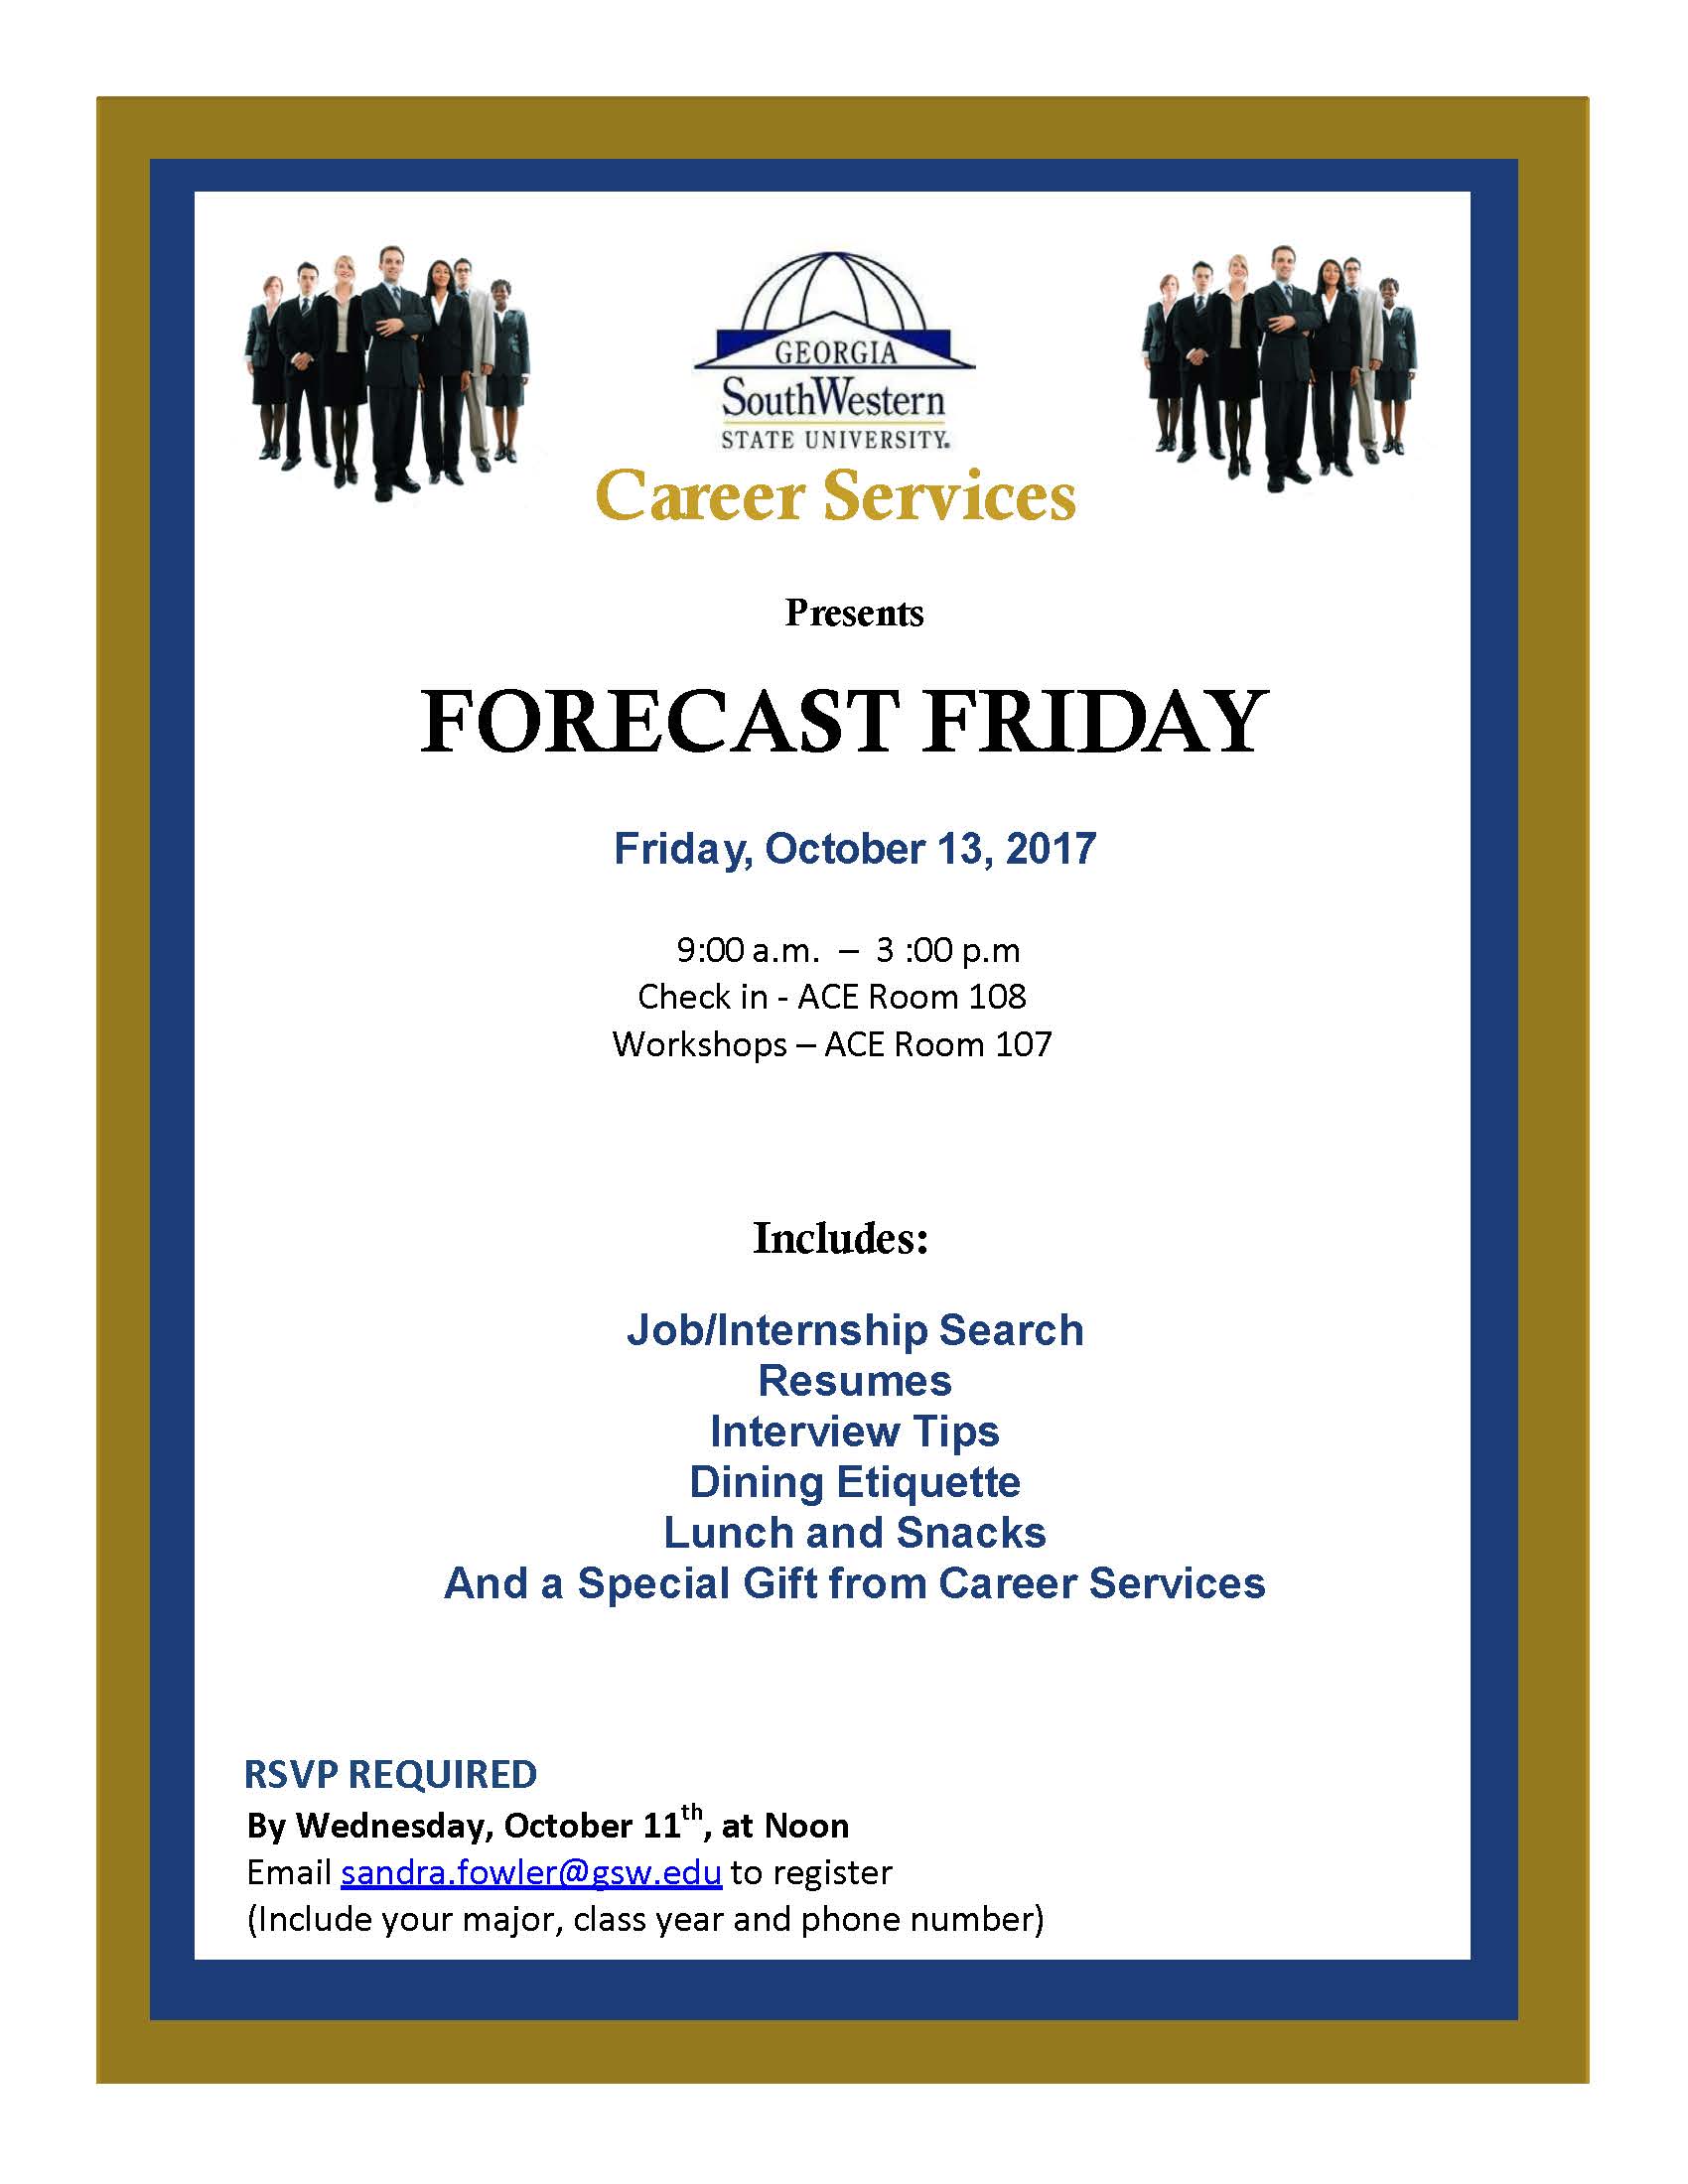 GEORGIA
SouthWestern
STATE UNIVERSITY®
Career Services
Presents
FORECAST FRIDAY
Friday, October 13, 2017
9:00 a.m. – 3 :00 p.m
Check in - ACE Room 108
Workshops – ACE Room 107
Includes:
Job/Internship Search
Resumes
Interview Tips
Dining Etiquette
Lunch and Snacks
And a Special Gift from Career Services
RSVP REQUIRED
By Wednesday, October 11th, at Noon
Email sandra.fowler@gsw.edu to register
(Include your major, class year and phone number)